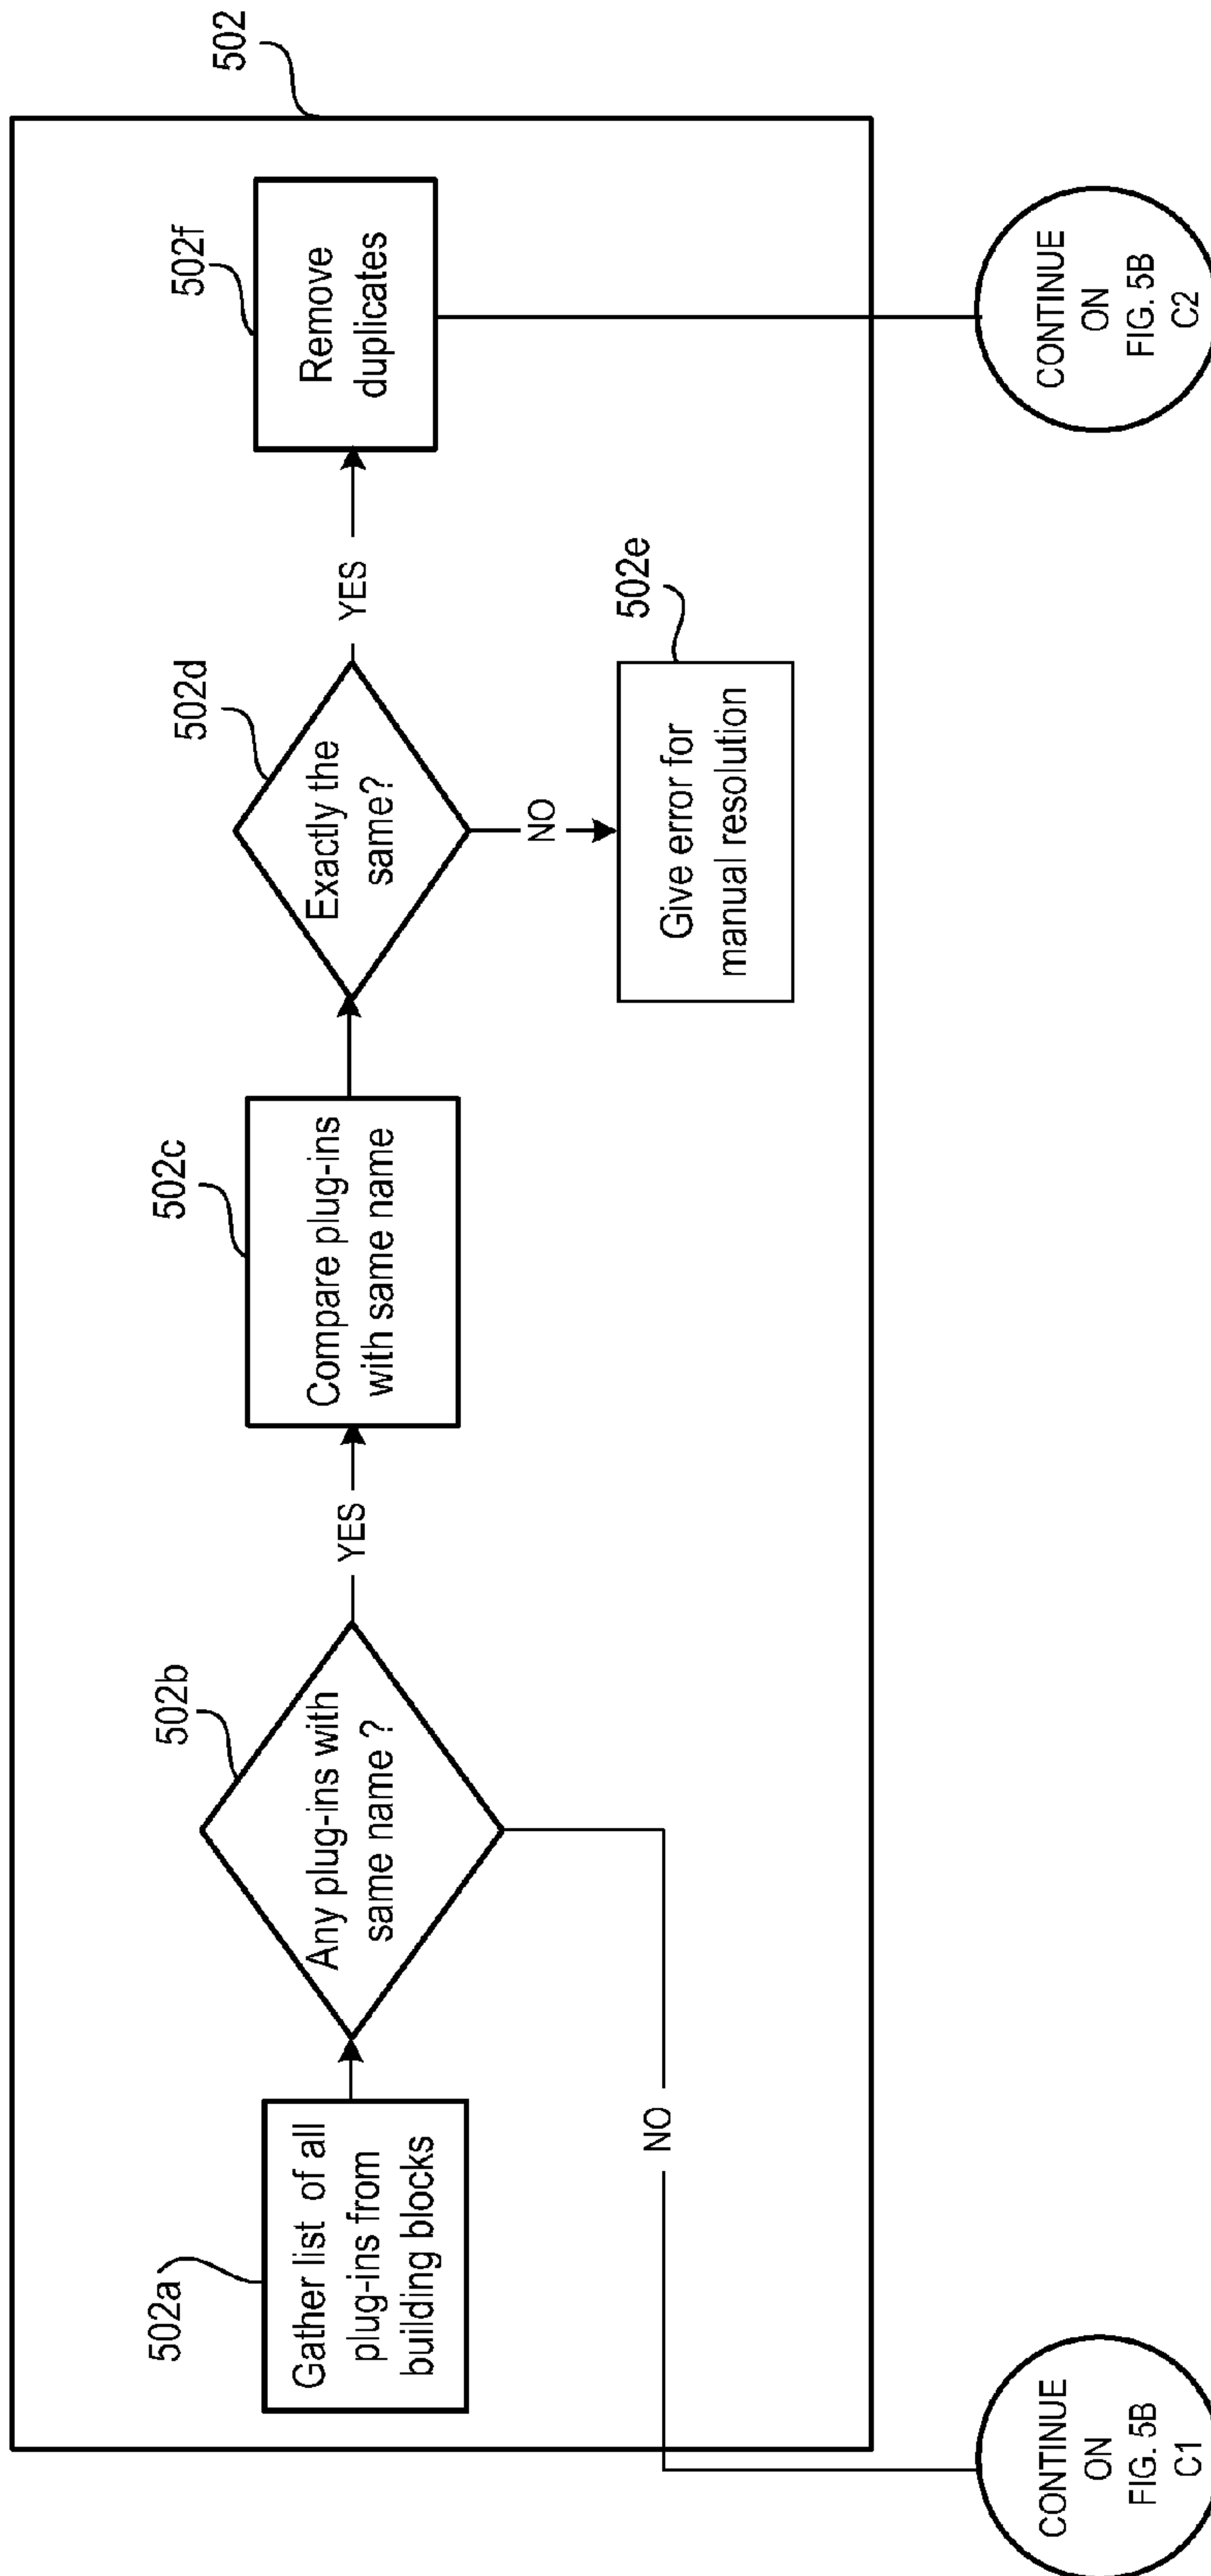 502
502a
Gather list of all
plug-ins from
building blocks
502b
Any plug-ins with
same name ?
YES
NO
502c
Compare plug-ins
with same name
502d
Exactly the
same?
YES
NO
502e
Give error for
manual resolution
502f
Remove
duplicates
CONTINUE
ON
FIG. 5B
C1
CONTINUE
ON
FIG. 5B
C2